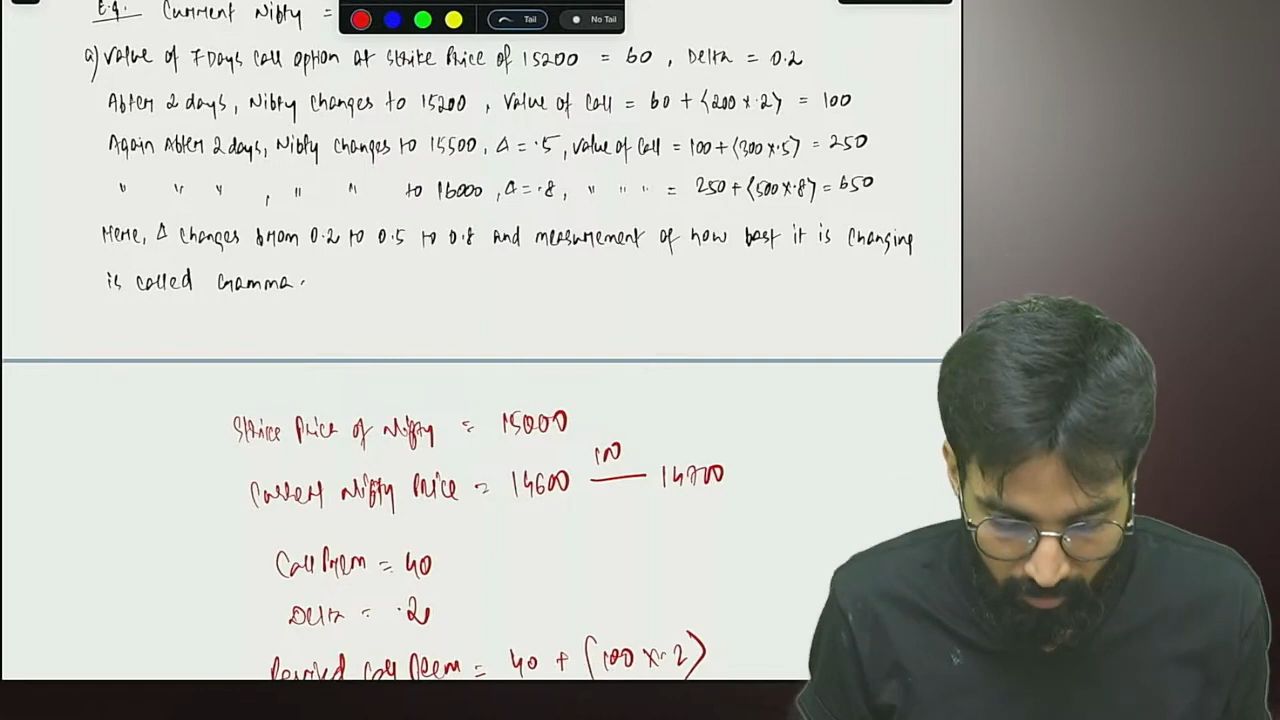 E.g. Current Nifty =
Tail No Tail
a) Value of 7 Days call option at Strike Price of 15200 = 60 , Delta = 0.2
After 2 days, Nifty changes to 15200 , Value of call = 60 + (200 x .2) = 100
Again After 2 days, Nifty changes to 15500, Δ = .5, value of call = 100 + (300 x .5) = 250
" " " , " " to 16000 , Δ = .8, " " " = 250 + (500 x .8) = 650
Here, Δ changes from 0.2 to 0.5 to 0.8 and measurement of how fast it is changing
is called Gamma.
Strike Price of Nifty = 15000
100
Current Nifty Price = 14600 — 14700
Call Prem = 40
Delta = .2
Revised Call Prem = 40 + (100 x .2)